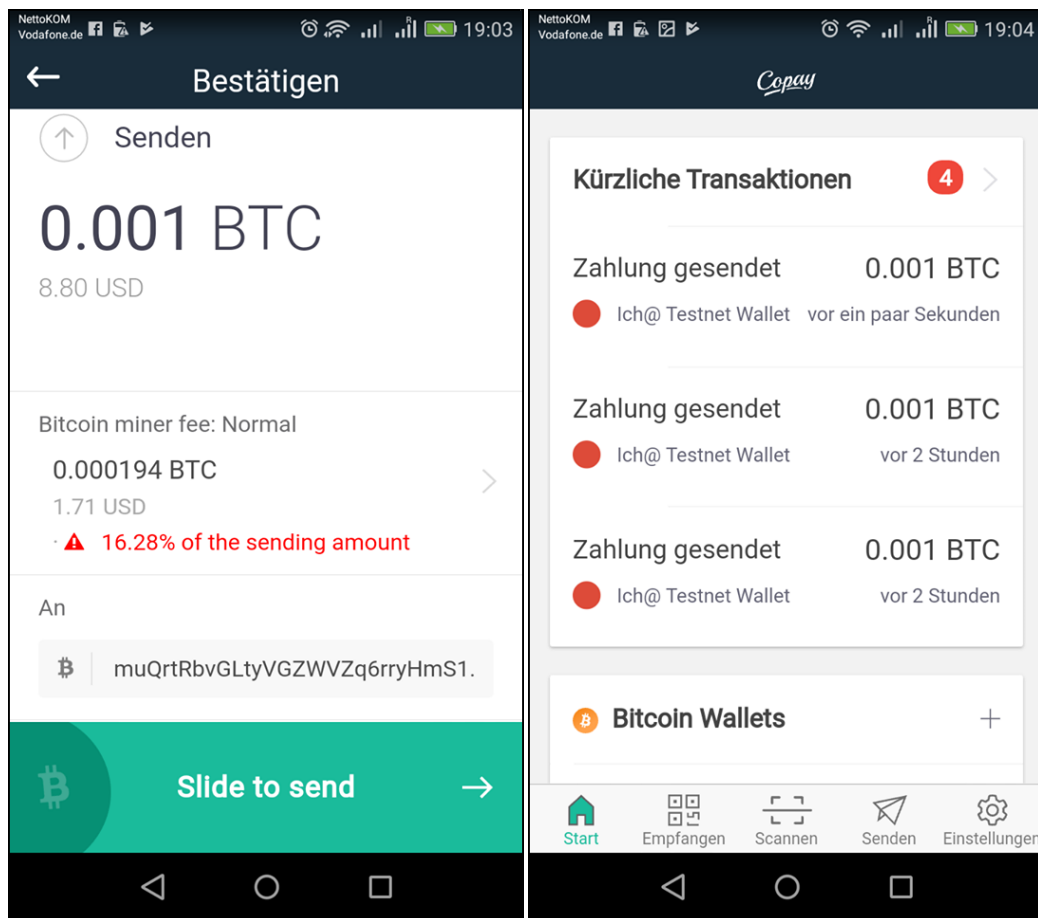 NettoKOM
Vodafone.de
19:03
Bestätigen
Senden
0.001 BTC
8.80 USD
Bitcoin miner fee: Normal
0.000194 BTC
1.71 USD
· 16.28% of the sending amount
An
muQrtRbvGLtyVGZWVZq6rryHmS1.
Slide to send
NettoKOM
Vodafone.de
R
19:04
Copay
Kürzliche Transaktionen 4
Zahlung gesendet 0.001 BTC
Ich@ Testnet Wallet vor ein paar Sekunden
Zahlung gesendet 0.001 BTC
Ich@ Testnet Wallet vor 2 Stunden
Zahlung gesendet 0.001 BTC
Ich@ Testnet Wallet vor 2 Stunden
Bitcoin Wallets +
Start Empfangen Scannen Senden Einstellungen